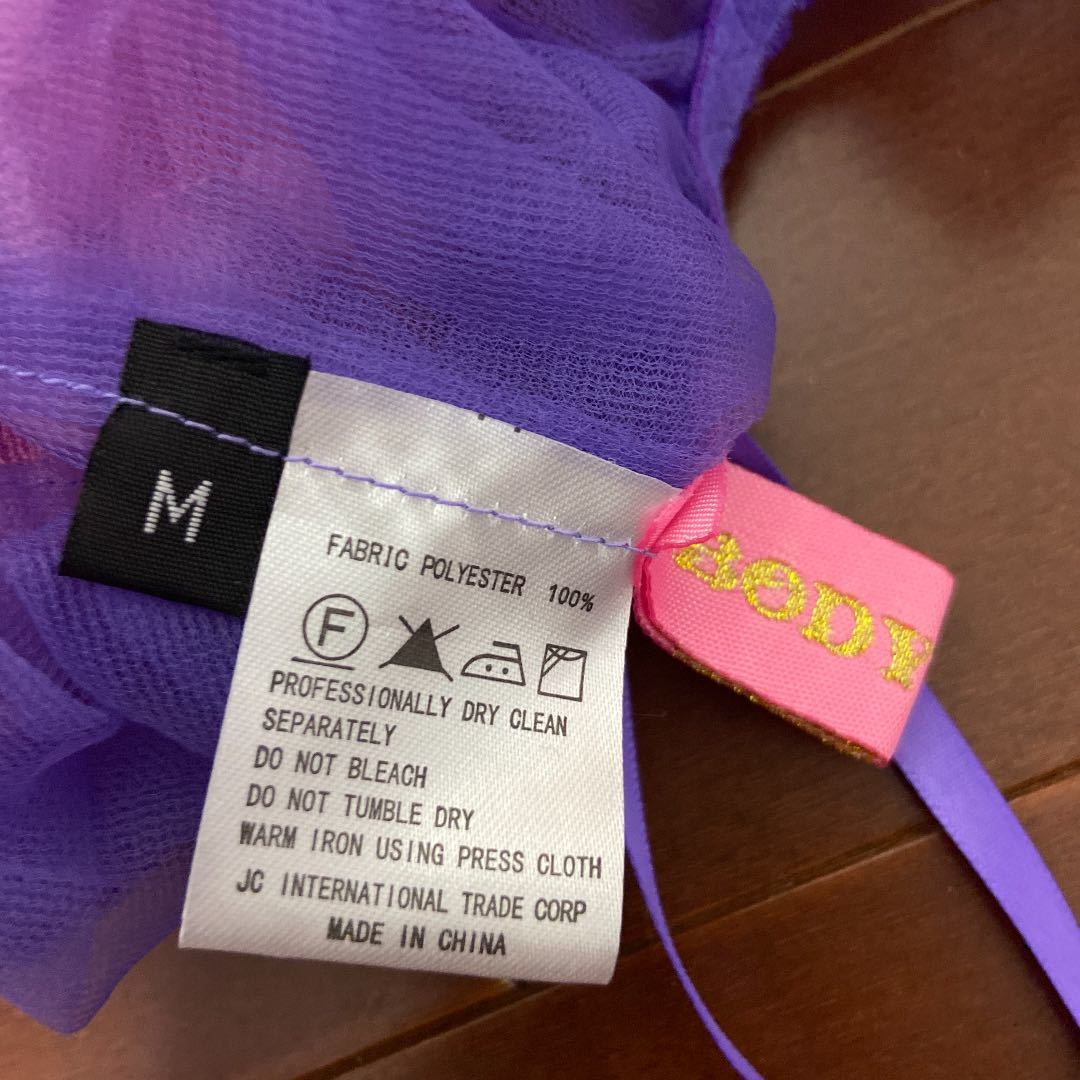 M
FABRIC POLYESTER 100%
F
PROFESSIONALLY DRY CLEAN
SEPARATELY
DO NOT BLEACH
DO NOT TUMBLE DRY
WARM IRON USING PRESS CLOTH
JC INTERNATIONAL TRADE CORP
MADE IN CHINA
BODY